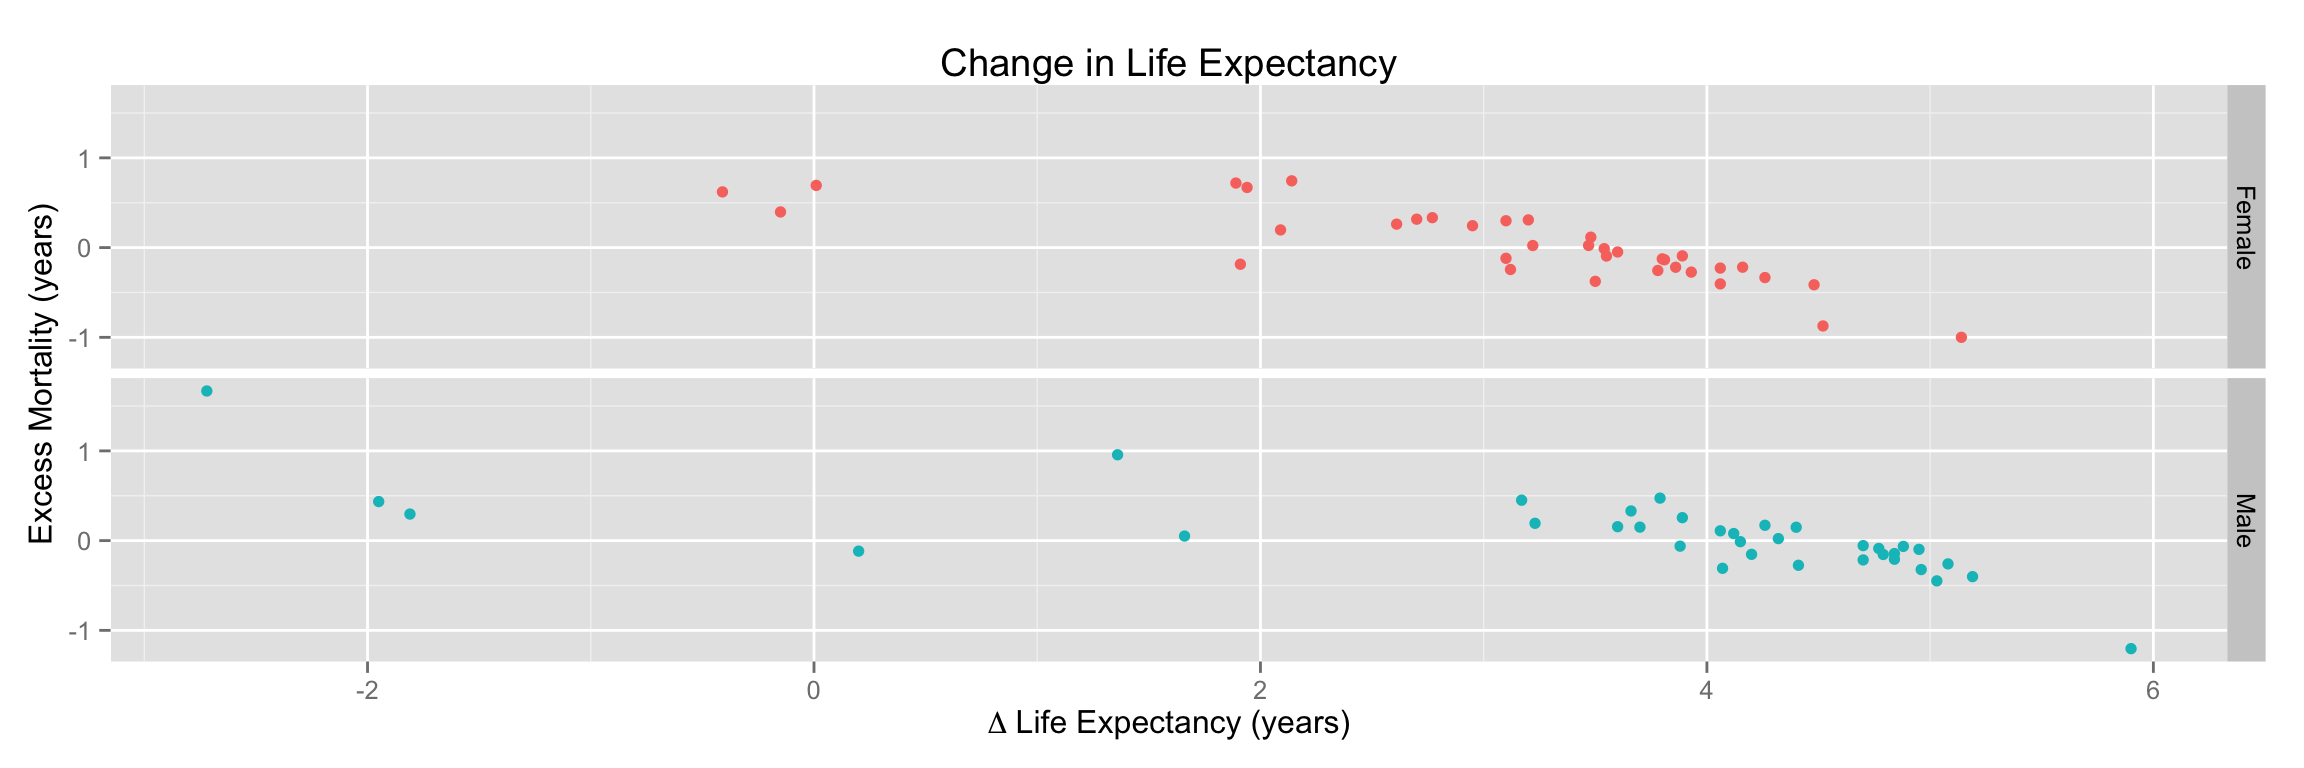 Change in Life Expectancy
Excess Mortality (years)
1
0
-1
Female
1
0
-1
Male
-2
0
2
4
6
Δ Life Expectancy (years)